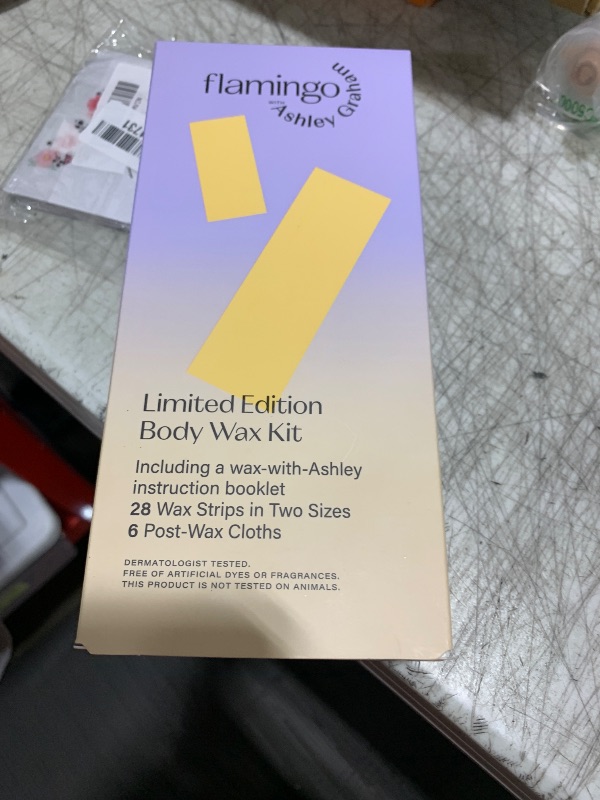 flamingo
WITH
Ashley Graham
Limited Edition
Body Wax Kit
Including a wax-with-Ashley
instruction booklet
28 Wax Strips in Two Sizes
6 Post-Wax Cloths
DERMATOLOGIST TESTED.
FREE OF ARTIFICIAL DYES OR FRAGRANCES.
THIS PRODUCT IS NOT TESTED ON ANIMALS.